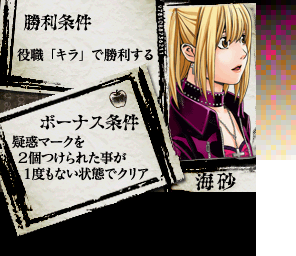 勝利条件
役職「キラ」で勝利する
ボーナス条件
疑惑マークを
2個つけられた事が
1度もない状態でクリア
海砂